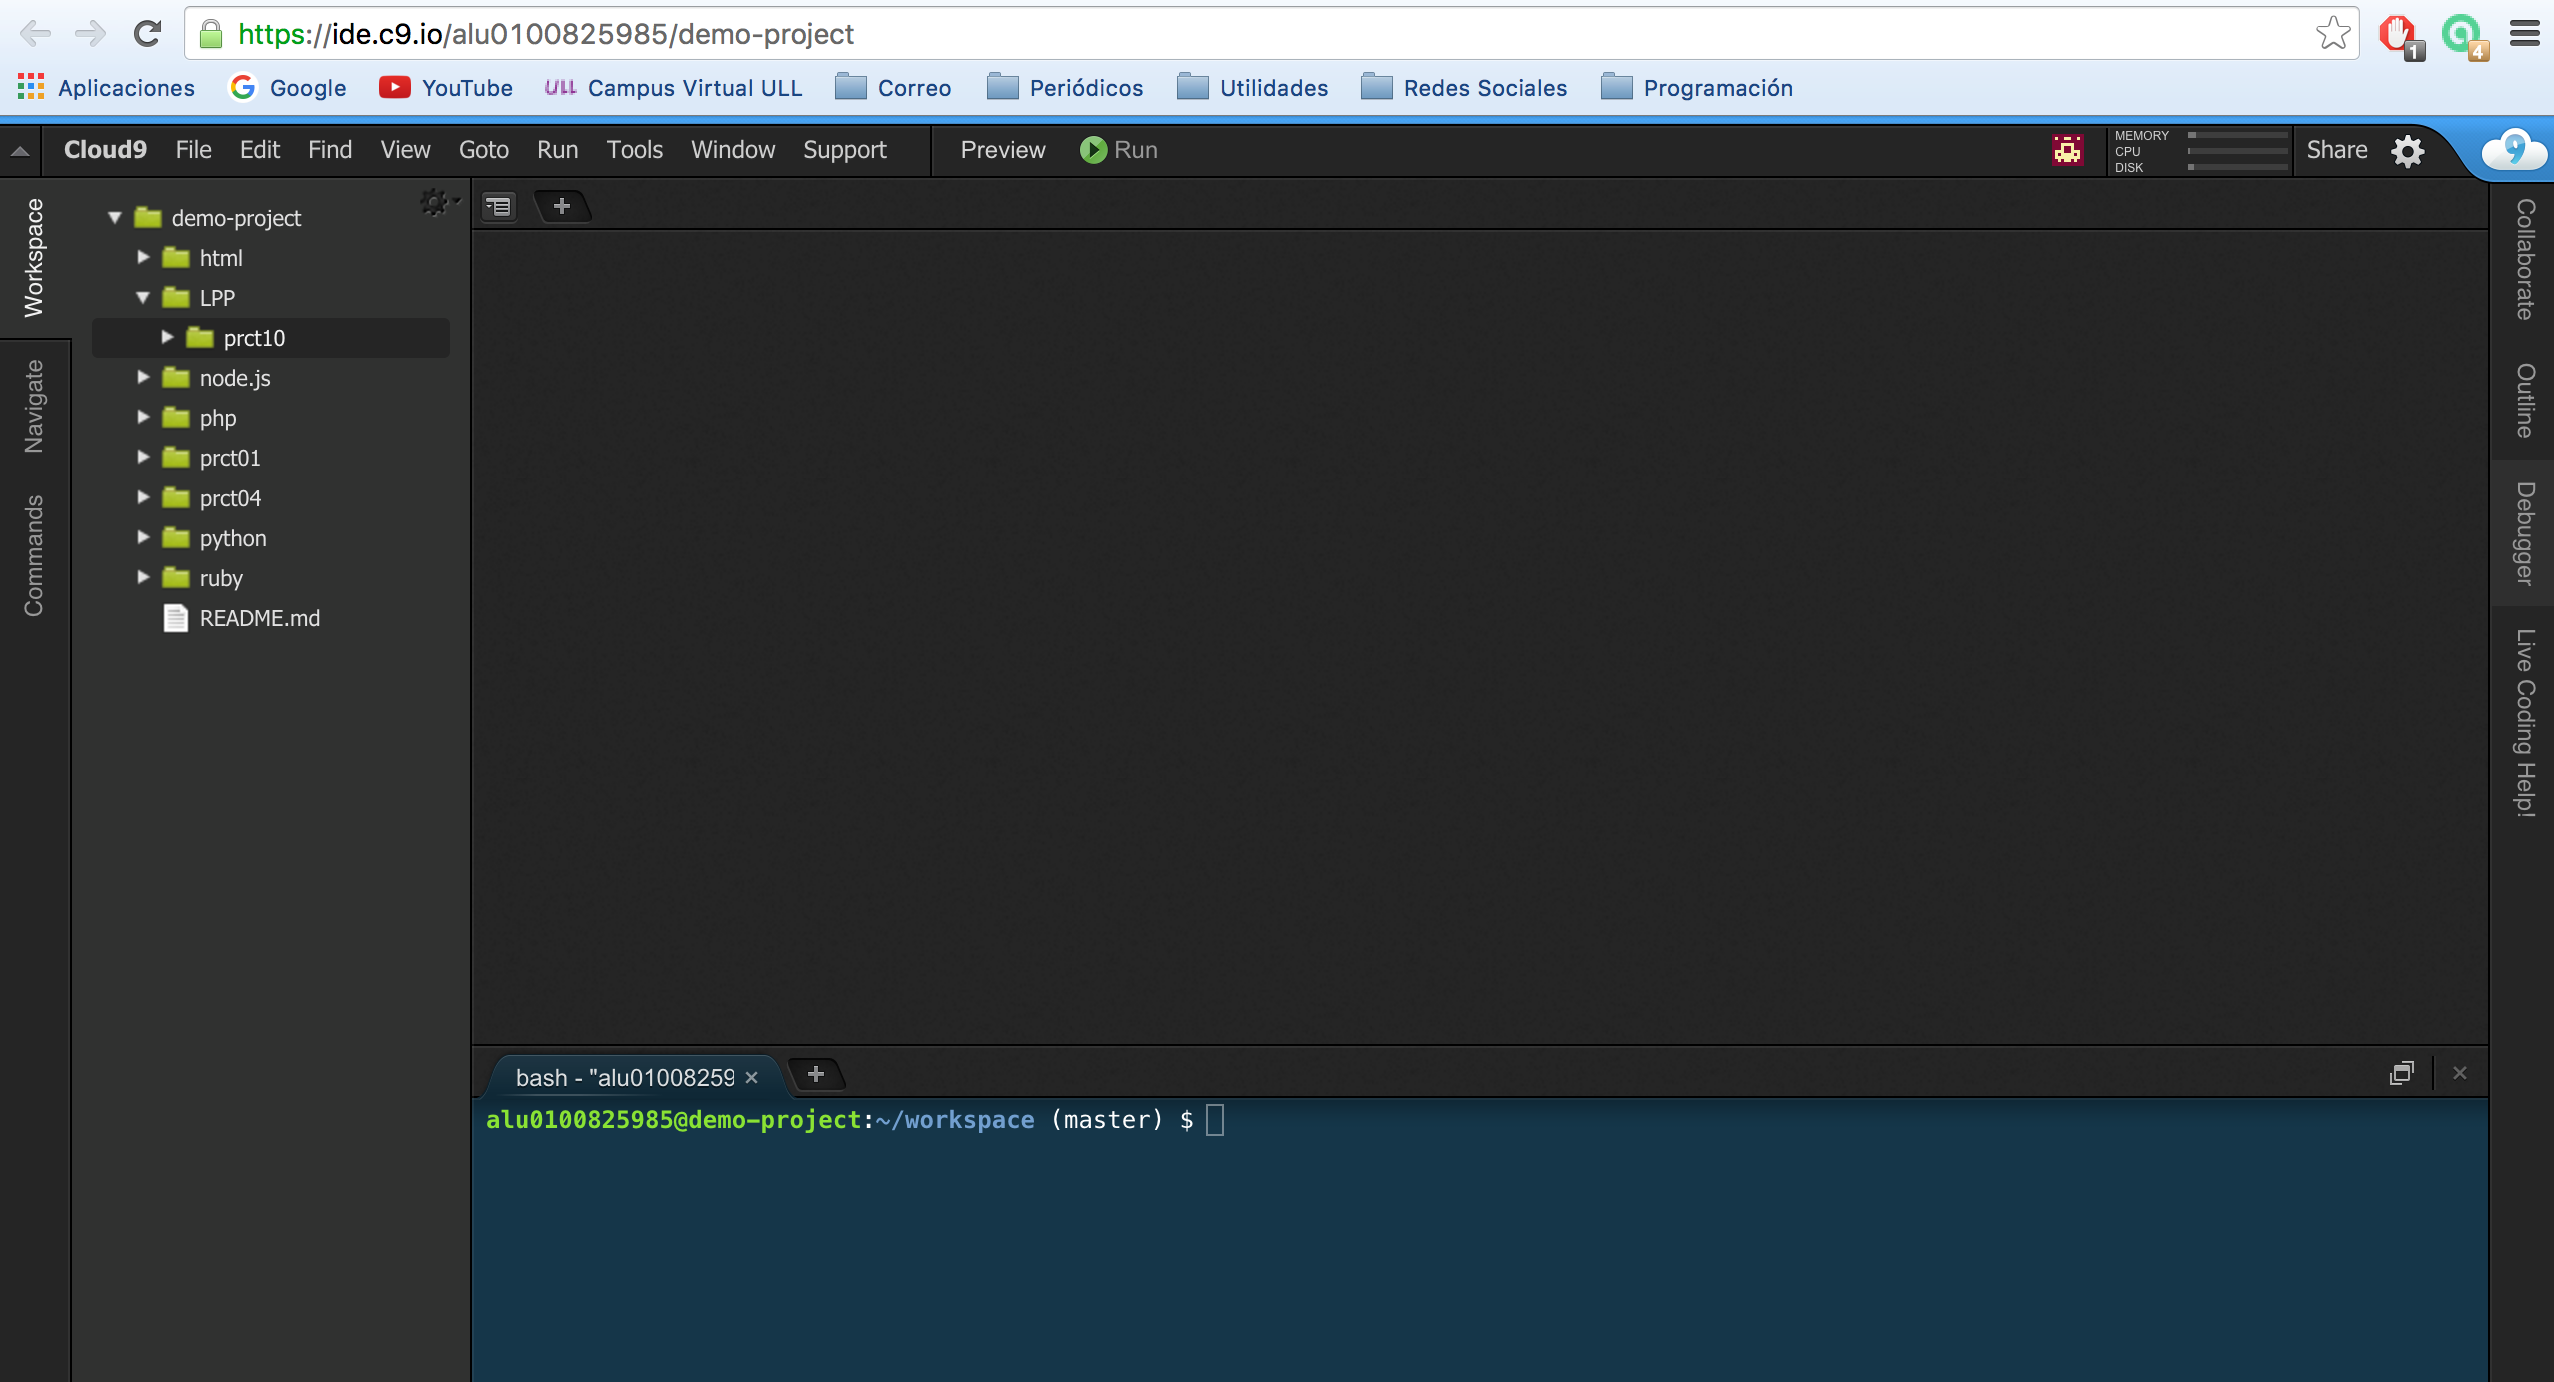 https://ide.c9.io/alu0100825985/demo-project
1
4
Aplicaciones Google YouTube ULL Campus Virtual ULL Correo Periódicos Utilidades Redes Sociales Programación
Cloud9 File Edit Find View Goto Run Tools Window Support Preview Run
MEMORY
CPU
DISK
Share
9
Workspace
Navigate
Commands
demo-project
html
LPP
prct10
node.js
php
prct01
prct04
python
ruby
README.md
Collaborate
Outline
Debugger
Live Coding Help!
bash - "alu01008259
alu0100825985@demo-project:~/workspace (master) $